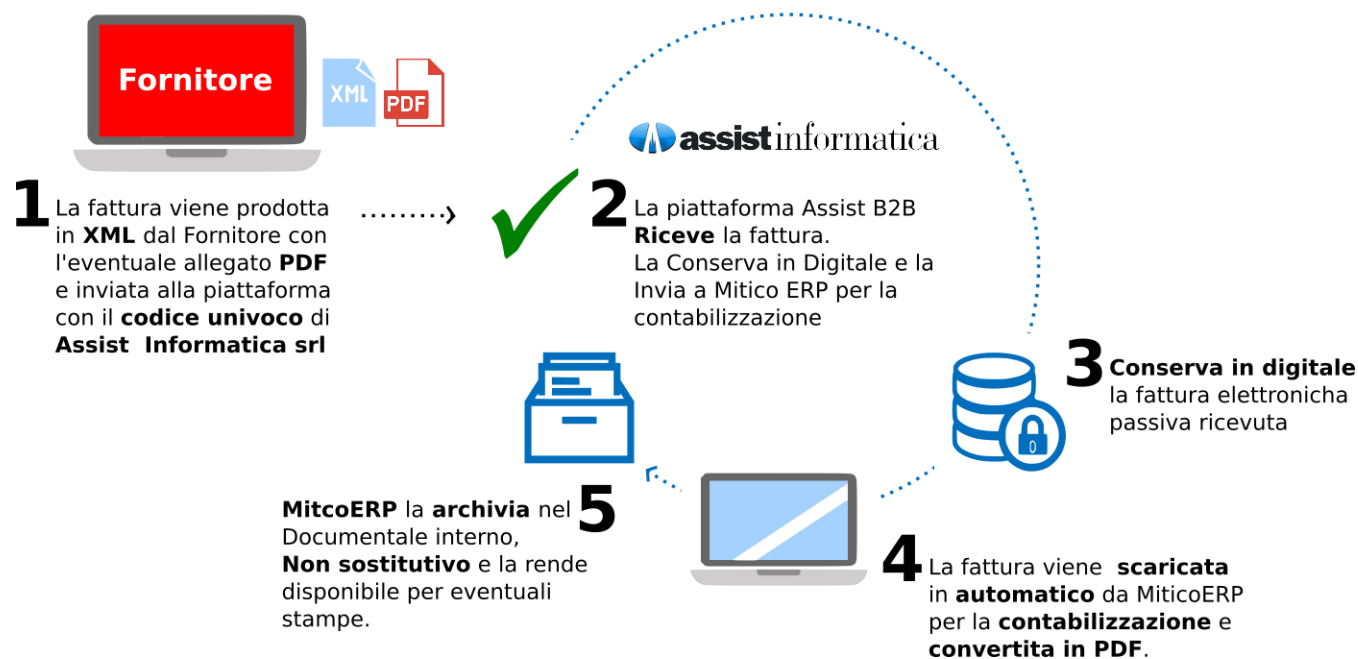 Fornitore
XML
PDF
assist informatica
1
La fattura viene prodotta
in XML dal Fornitore con
l'eventuale allegato PDF
e inviata alla piattaforma
con il codice univoco di
Assist Informatica srl
2
La piattaforma Assist B2B
Riceve la fattura.
La Conserva in Digitale e la
Invia a Mitico ERP per la
contabilizzazione
3
Conserva in digitale
la fattura elettroniche
passiva ricevuta
4
La fattura viene scaricata
in automatico da MiticoERP
per la contabilizzazione e
convertita in PDF.
5
MitcoERP la archivia nel
Documentale interno,
Non sostitutivo e la rende
disponibile per eventuali
stampe.